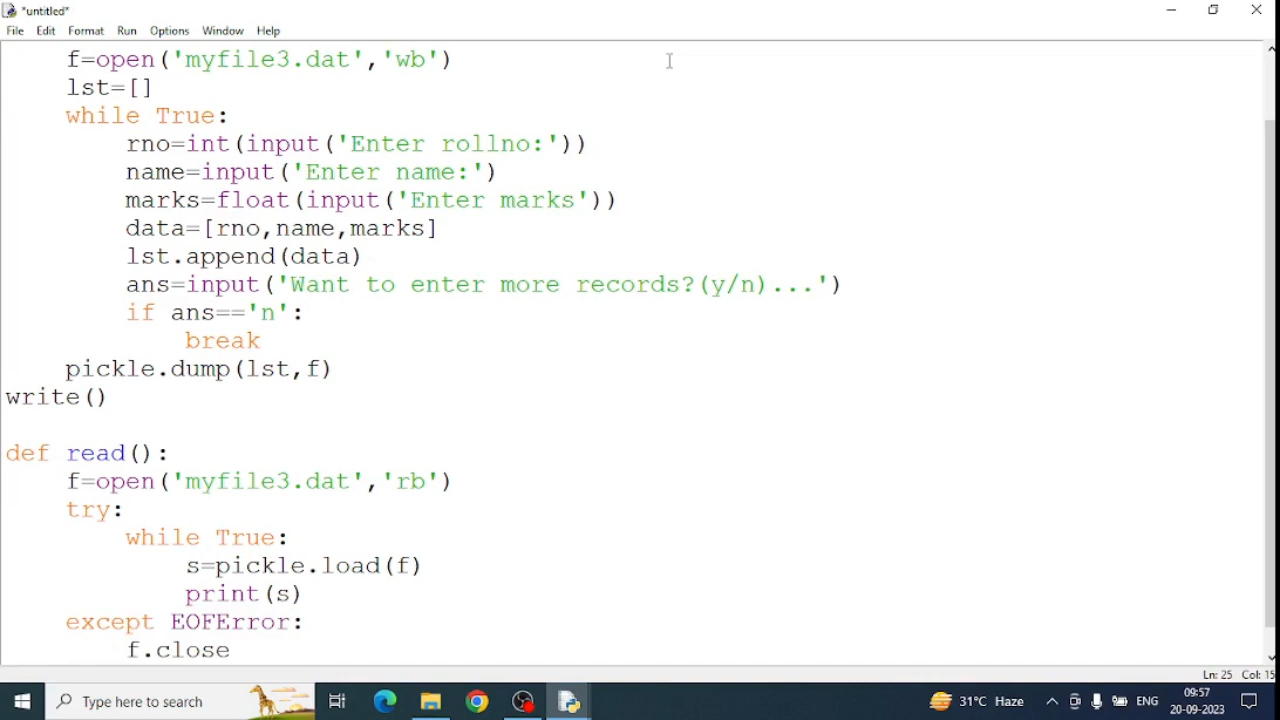 *untitled*
File Edit Format Run Options Window Help
    f=open('myfile3.dat','wb')
    lst=[]
    while True:
        rno=int(input('Enter rollno:'))
        name=input('Enter name:')
        marks=float(input('Enter marks'))
        data=[rno,name,marks]
        lst.append(data)
        ans=input('Want to enter more records?(y/n)...')
        if ans=='n':
            break
    pickle.dump(lst,f)
write()
def read():
    f=open('myfile3.dat','rb')
    try:
        while True:
            s=pickle.load(f)
            print(s)
    except EOFError:
        f.close
Ln: 25 Col: 15
Type here to search
31°C Haze
ENG
09:57
20-09-2023